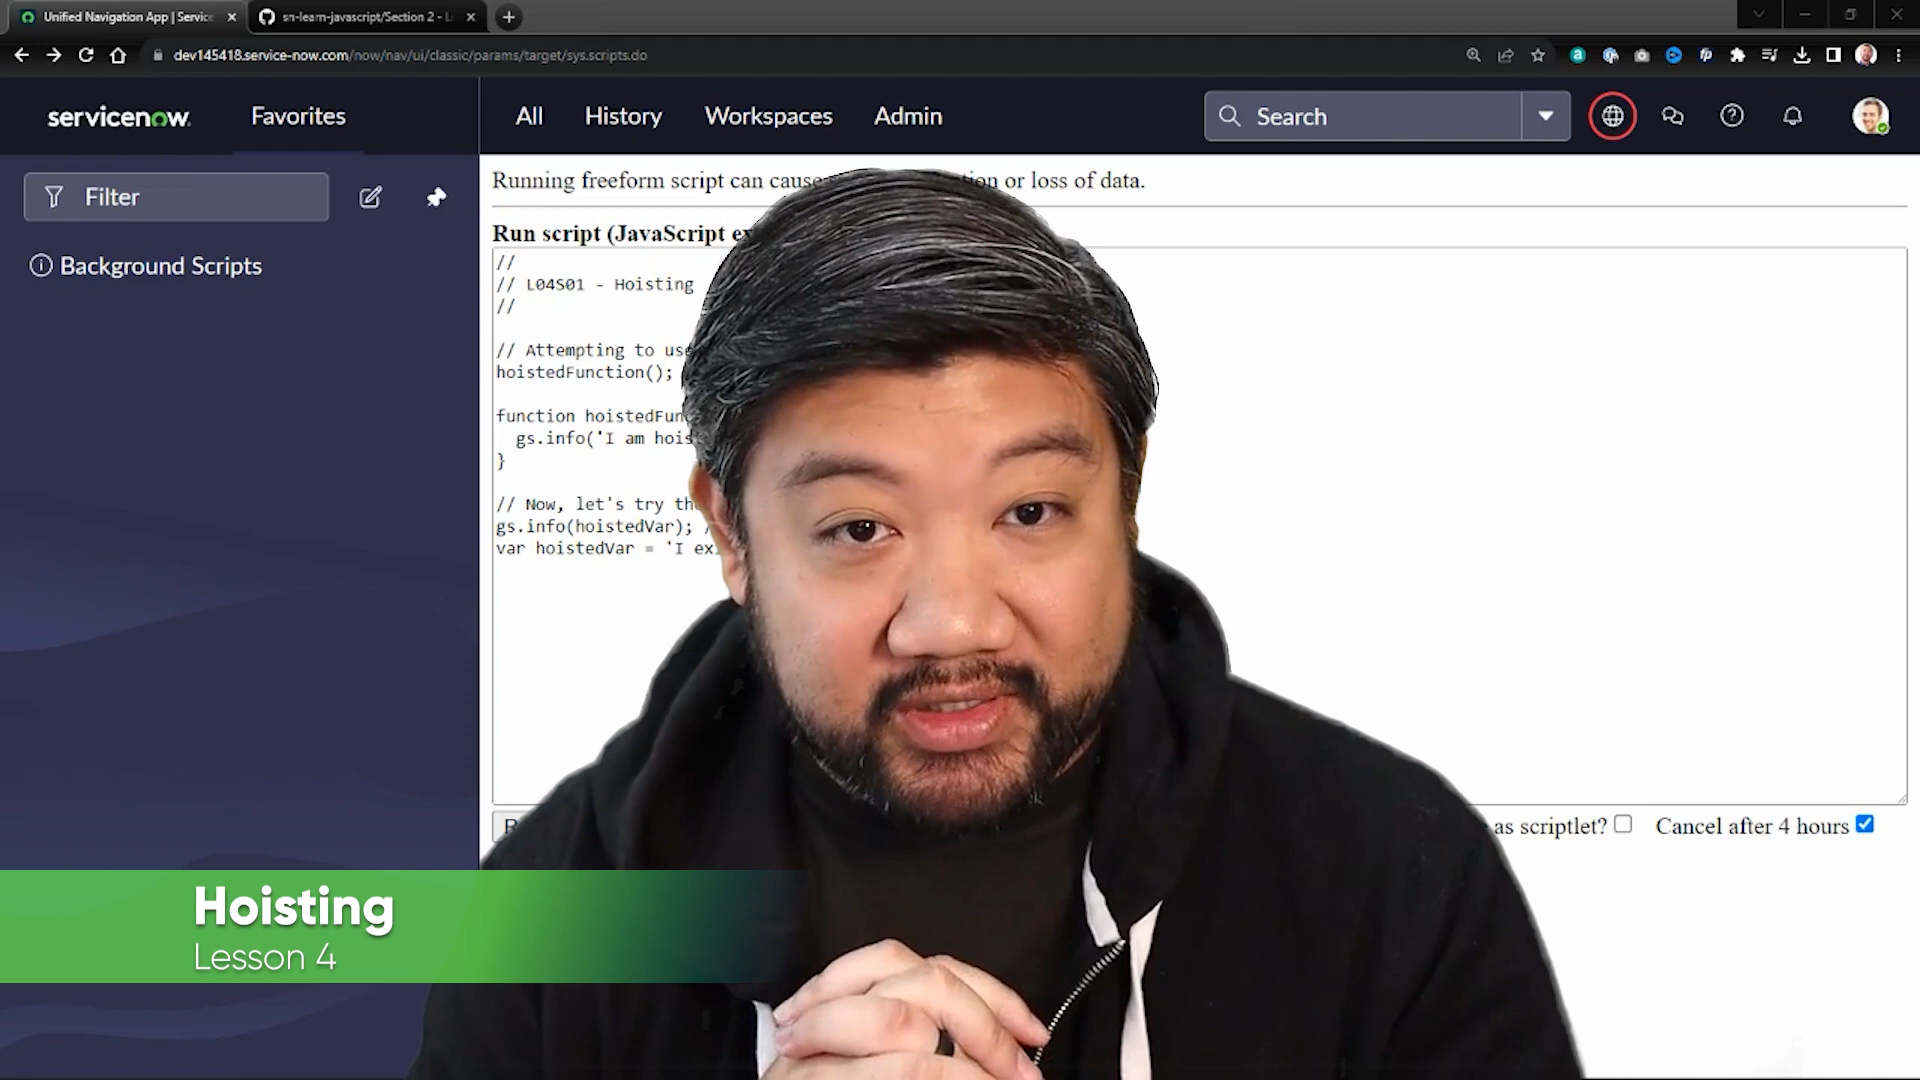 Unified Navigation App | Service
sn-learn-javascript/Section 2 - L
dev145418.service-now.com/now/nav/ui/classic/params/target/sys.scripts.do
servicenow
Favorites
All
History
Workspaces
Admin
Search
Filter
Background Scripts
Running freeform script can cause or loss of data.
Run script (JavaScript ex
//
// L04S01 - Hoisting
//
// Attempting to use
hoistedFunction();
function hoistedFun
gs.info('I am hois
}
// Now, let's try th
gs.info(hoistedVar); /
var hoistedVar = 'I ex
as scriptlet?
Cancel after 4 hours
Hoisting
Lesson 4